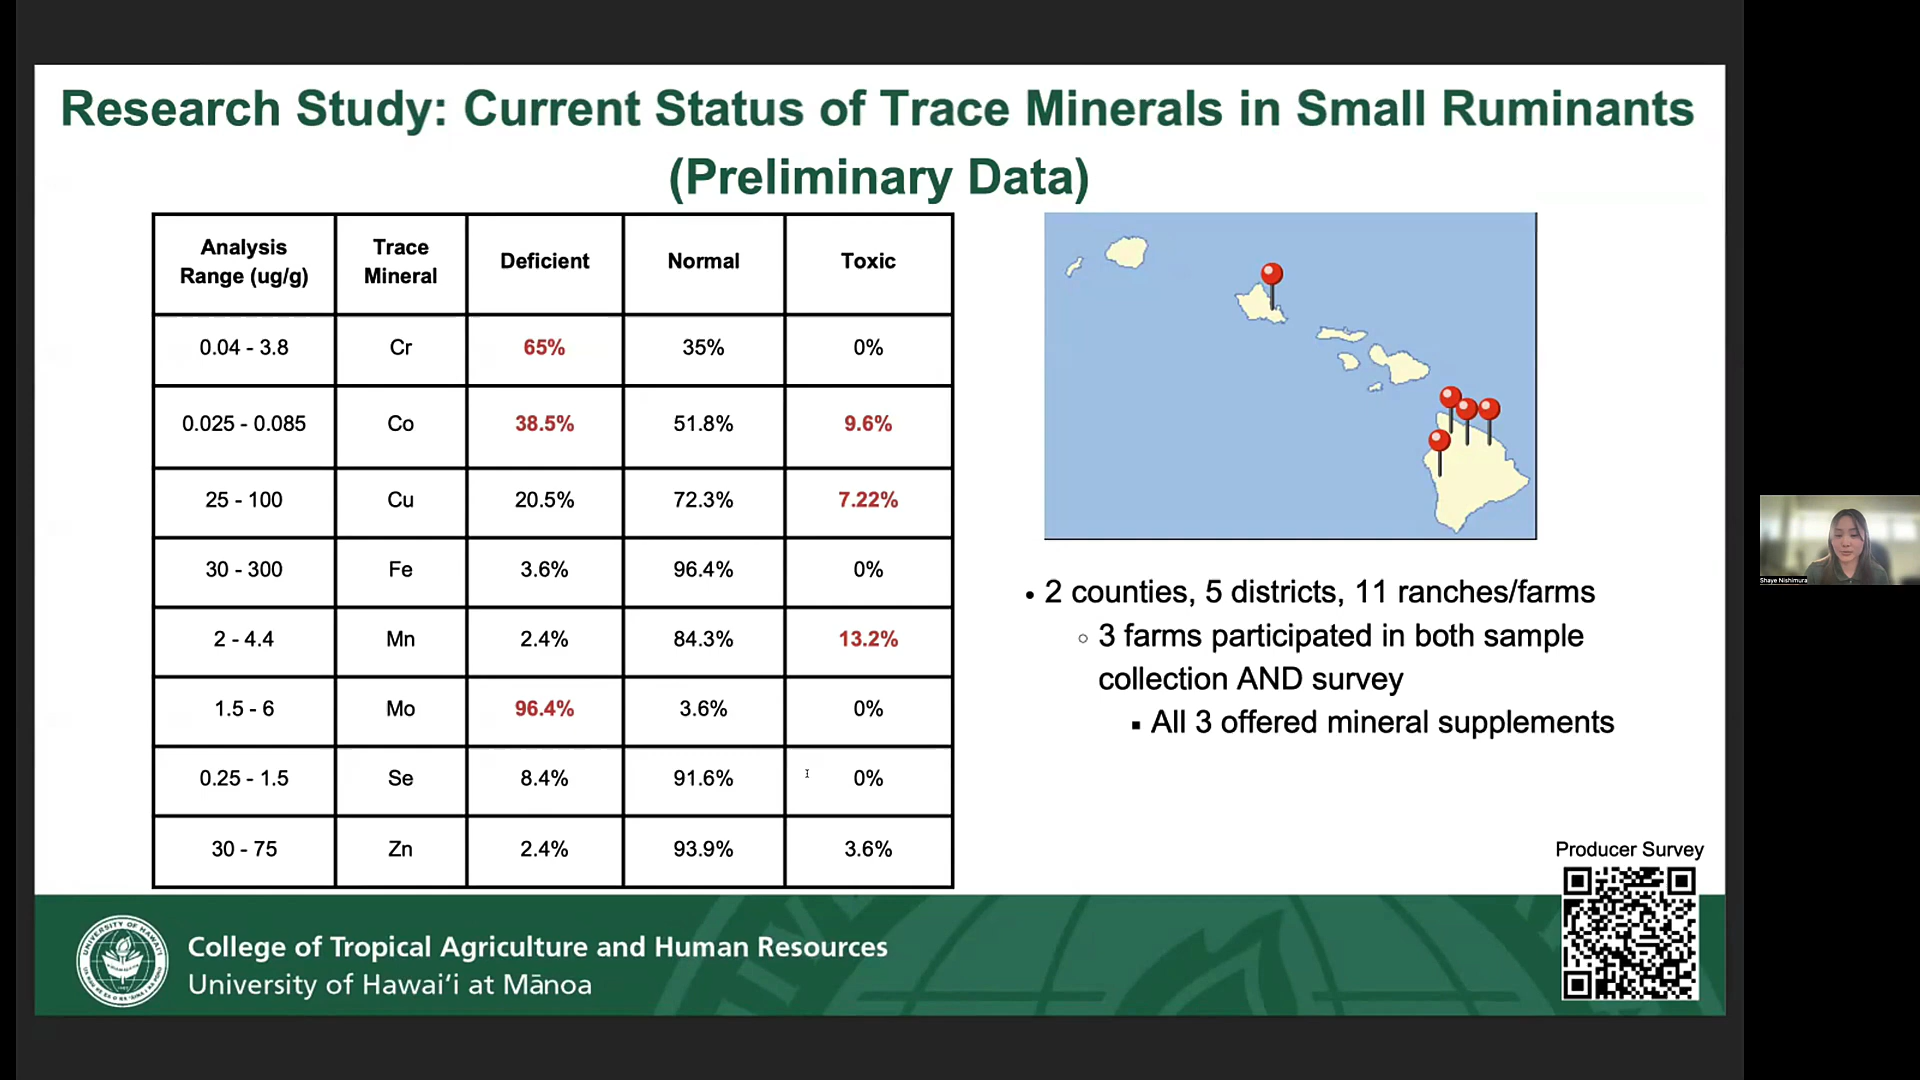 Research Study: Current Status of Trace Minerals in Small Ruminants
(Preliminary Data)
Analysis Range (ug/g) Trace Mineral Deficient Normal Toxic
0.04 - 3.8 Cr 65% 35% 0%
0.025 - 0.085 Co 38.5% 51.8% 9.6%
25 - 100 Cu 20.5% 72.3% 7.22%
30 - 300 Fe 3.6% 96.4% 0%
2 - 4.4 Mn 2.4% 84.3% 13.2%
1.5 - 6 Mo 96.4% 3.6% 0%
0.25 - 1.5 Se 8.4% 91.6% 0%
30 - 75 Zn 2.4% 93.9% 3.6%
• 2 counties, 5 districts, 11 ranches/farms
○ 3 farms participated in both sample
collection AND survey
▪ All 3 offered mineral supplements
Producer Survey
UNIVERSITY OF HAWAI'I
College of Tropical Agriculture and Human Resources
University of Hawaiʻi at Mānoa
Shaye Nishimura